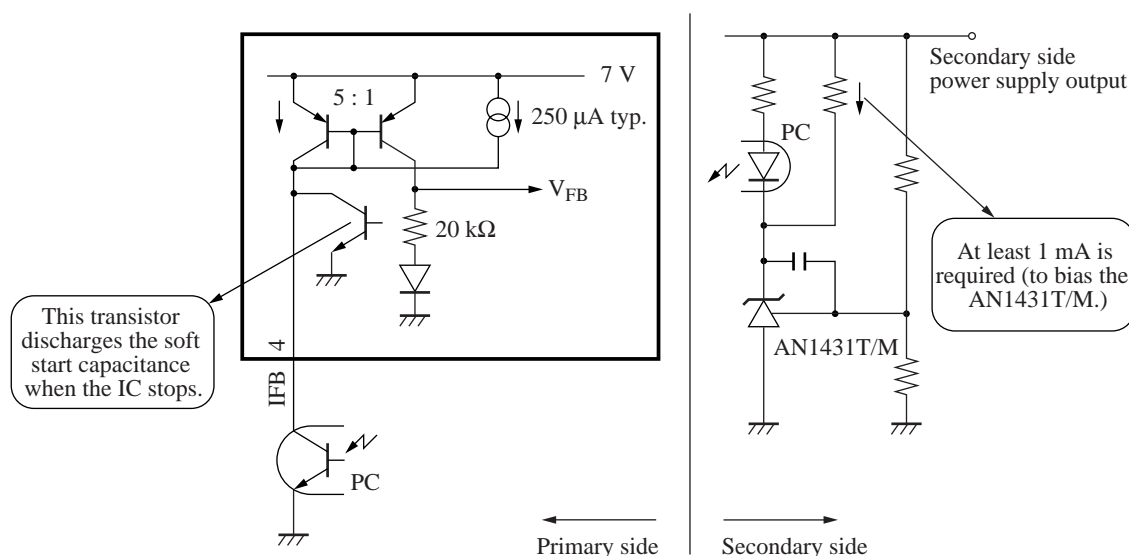 7 V
5 : 1
250 µA typ.
VFB
20 kΩ
This transistor
discharges the soft
start capacitance
when the IC stops.
4
IFB
PC
Primary side
Secondary side
power supply output
PC
At least 1 mA is
required (to bias the
AN1431T/M.)
AN1431T/M
Secondary side